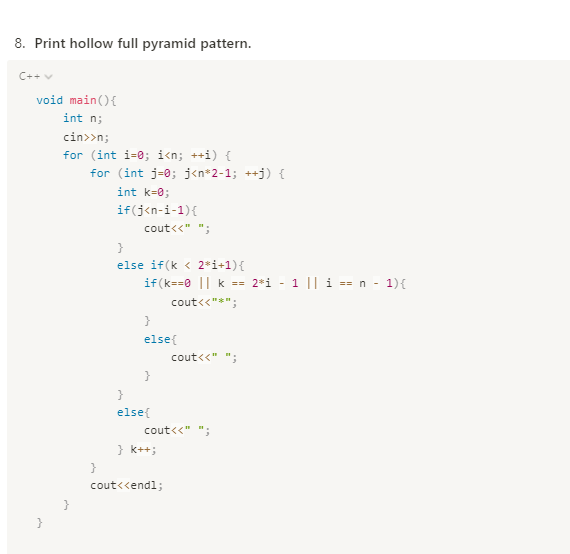 8. Print hollow full pyramid pattern.
C++
void main(){
    int n;
    cin>>n;
    for (int i=0; i<n; ++i) {
        for (int j=0; j<n*2-1; ++j) {
            int k=0;
            if(j<n-i-1){
                cout<<" ";
            }
            else if(k < 2*i+1){
                if(k==0 || k == 2*i - 1 || i == n - 1){
                    cout<<"*";
                }
                else{
                    cout<<" ";
                }
            }
            else{
                cout<<" ";
            } k++;
        }
        cout<<endl;
    }
}